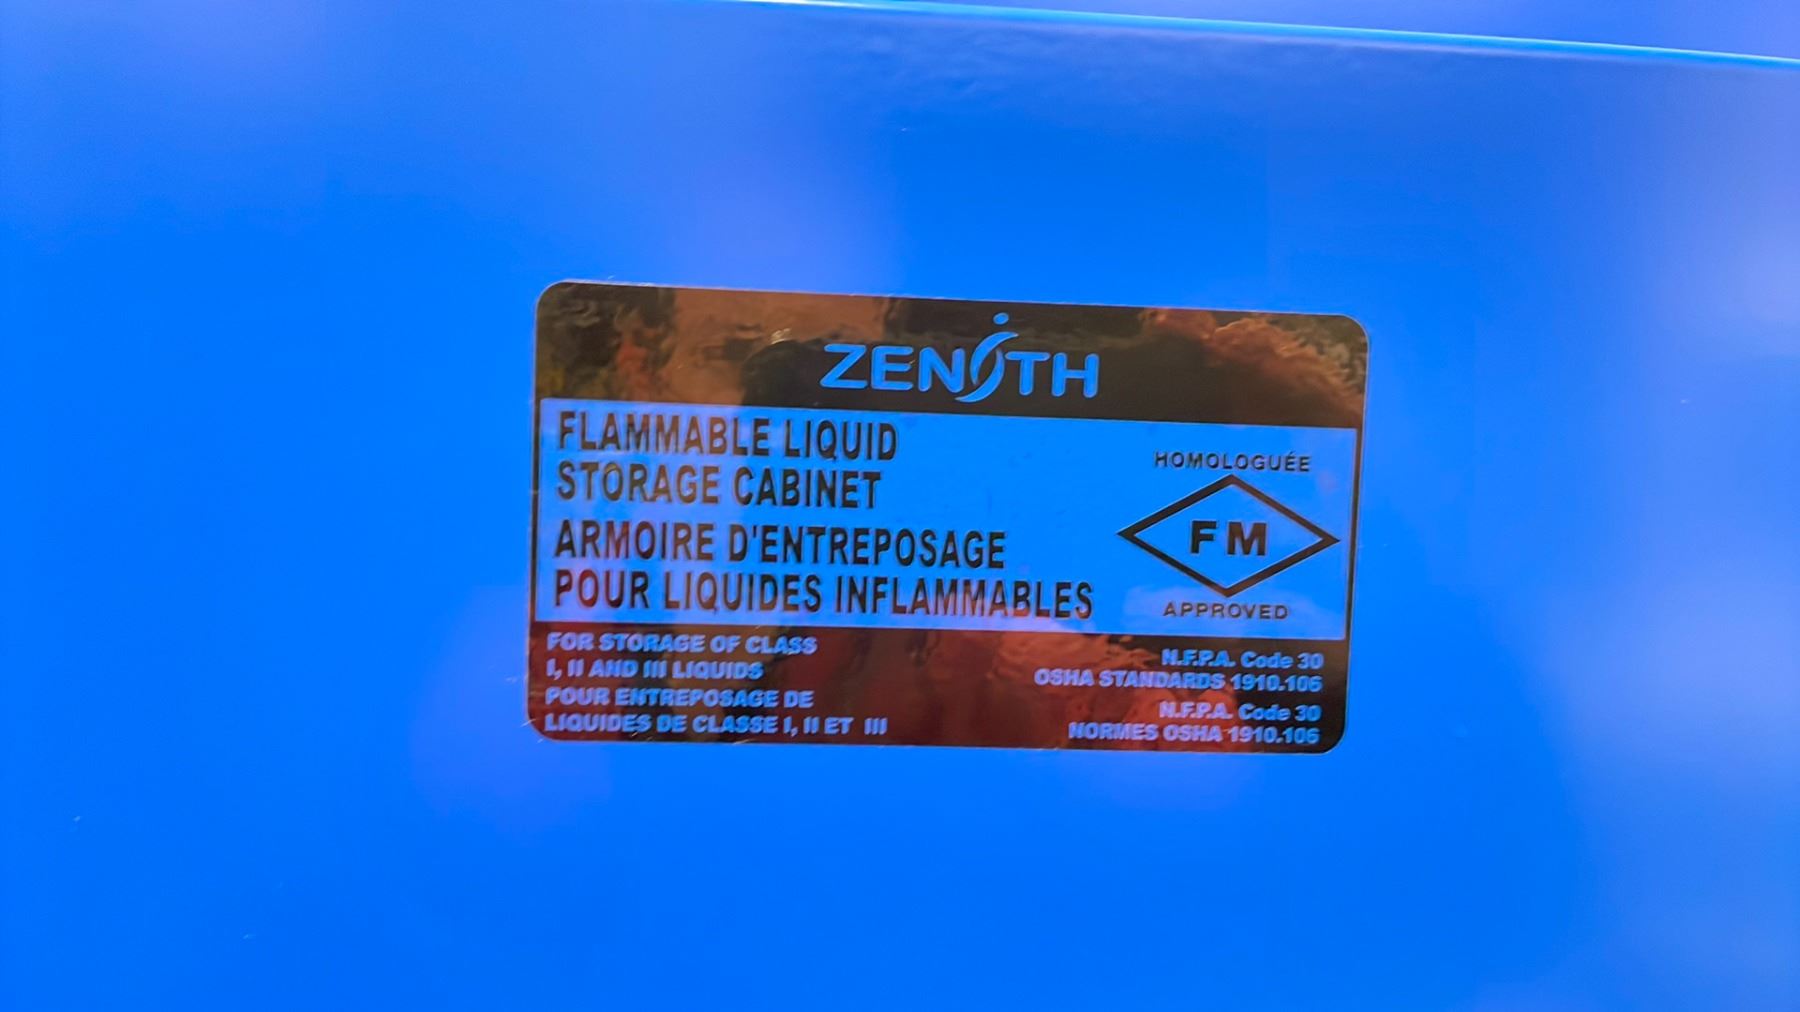 ZENITH
FLAMMABLE LIQUID
STORAGE CABINET
ARMOIRE D'ENTREPOSAGE
POUR LIQUIDES INFLAMMABLES
HOMOLOGUÉE
FM
APPROVED
FOR STORAGE OF CLASS
I, II AND III LIQUIDS
POUR ENTREPOSAGE DE
LIQUIDES DE CLASSE I, II ET III
N.F.P.A. Code 30
OSHA STANDARDS 1910.106
N.F.P.A. Code 30
NORMES OSHA 1910.106